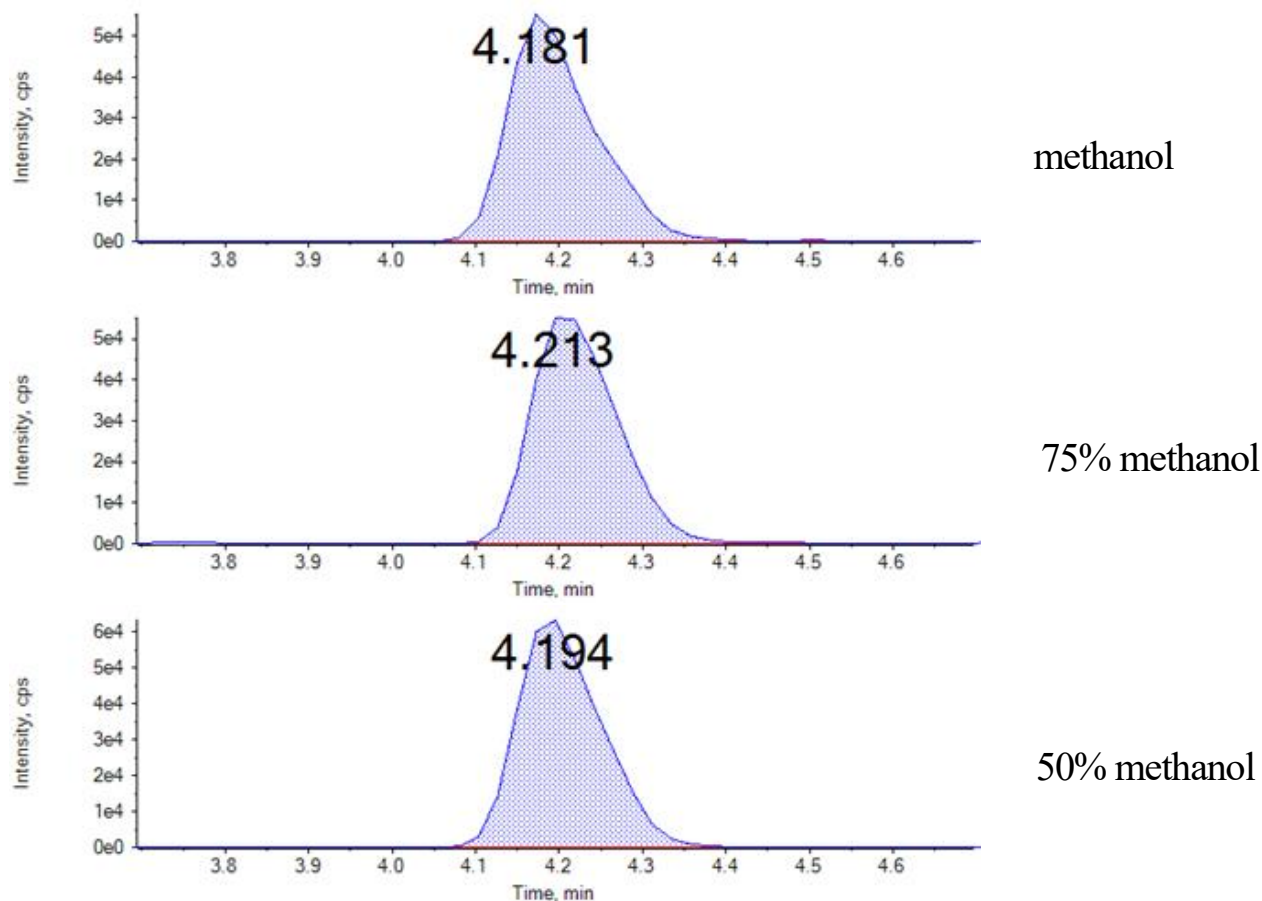 Intensity, cps
5e4
4e4
3e4
2e4
1e4
0e0
4.181
3.8 3.9 4.0 4.1 4.2 4.3 4.4 4.5 4.6
Time, min
methanol
Intensity, cps
5e4
4e4
3e4
2e4
1e4
0e0
4.213
3.8 3.9 4.0 4.1 4.2 4.3 4.4 4.5 4.6
Time, min
75% methanol
Intensity, cps
6e4
5e4
4e4
3e4
2e4
1e4
0e0
4.194
3.8 3.9 4.0 4.1 4.2 4.3 4.4 4.5 4.6
Time, min
50% methanol